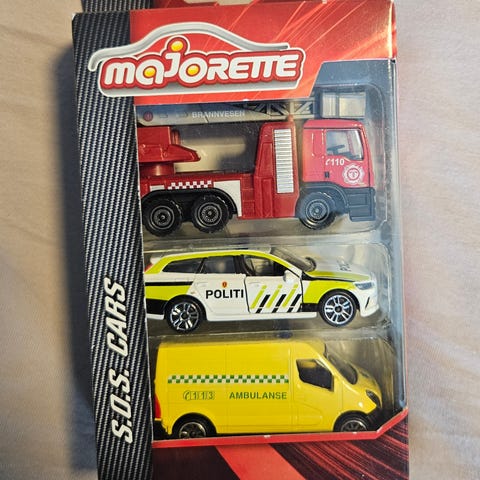 majorette
BRANNVESEN
110
POLITI
113
AMBULANSE
S.O.S. CARS